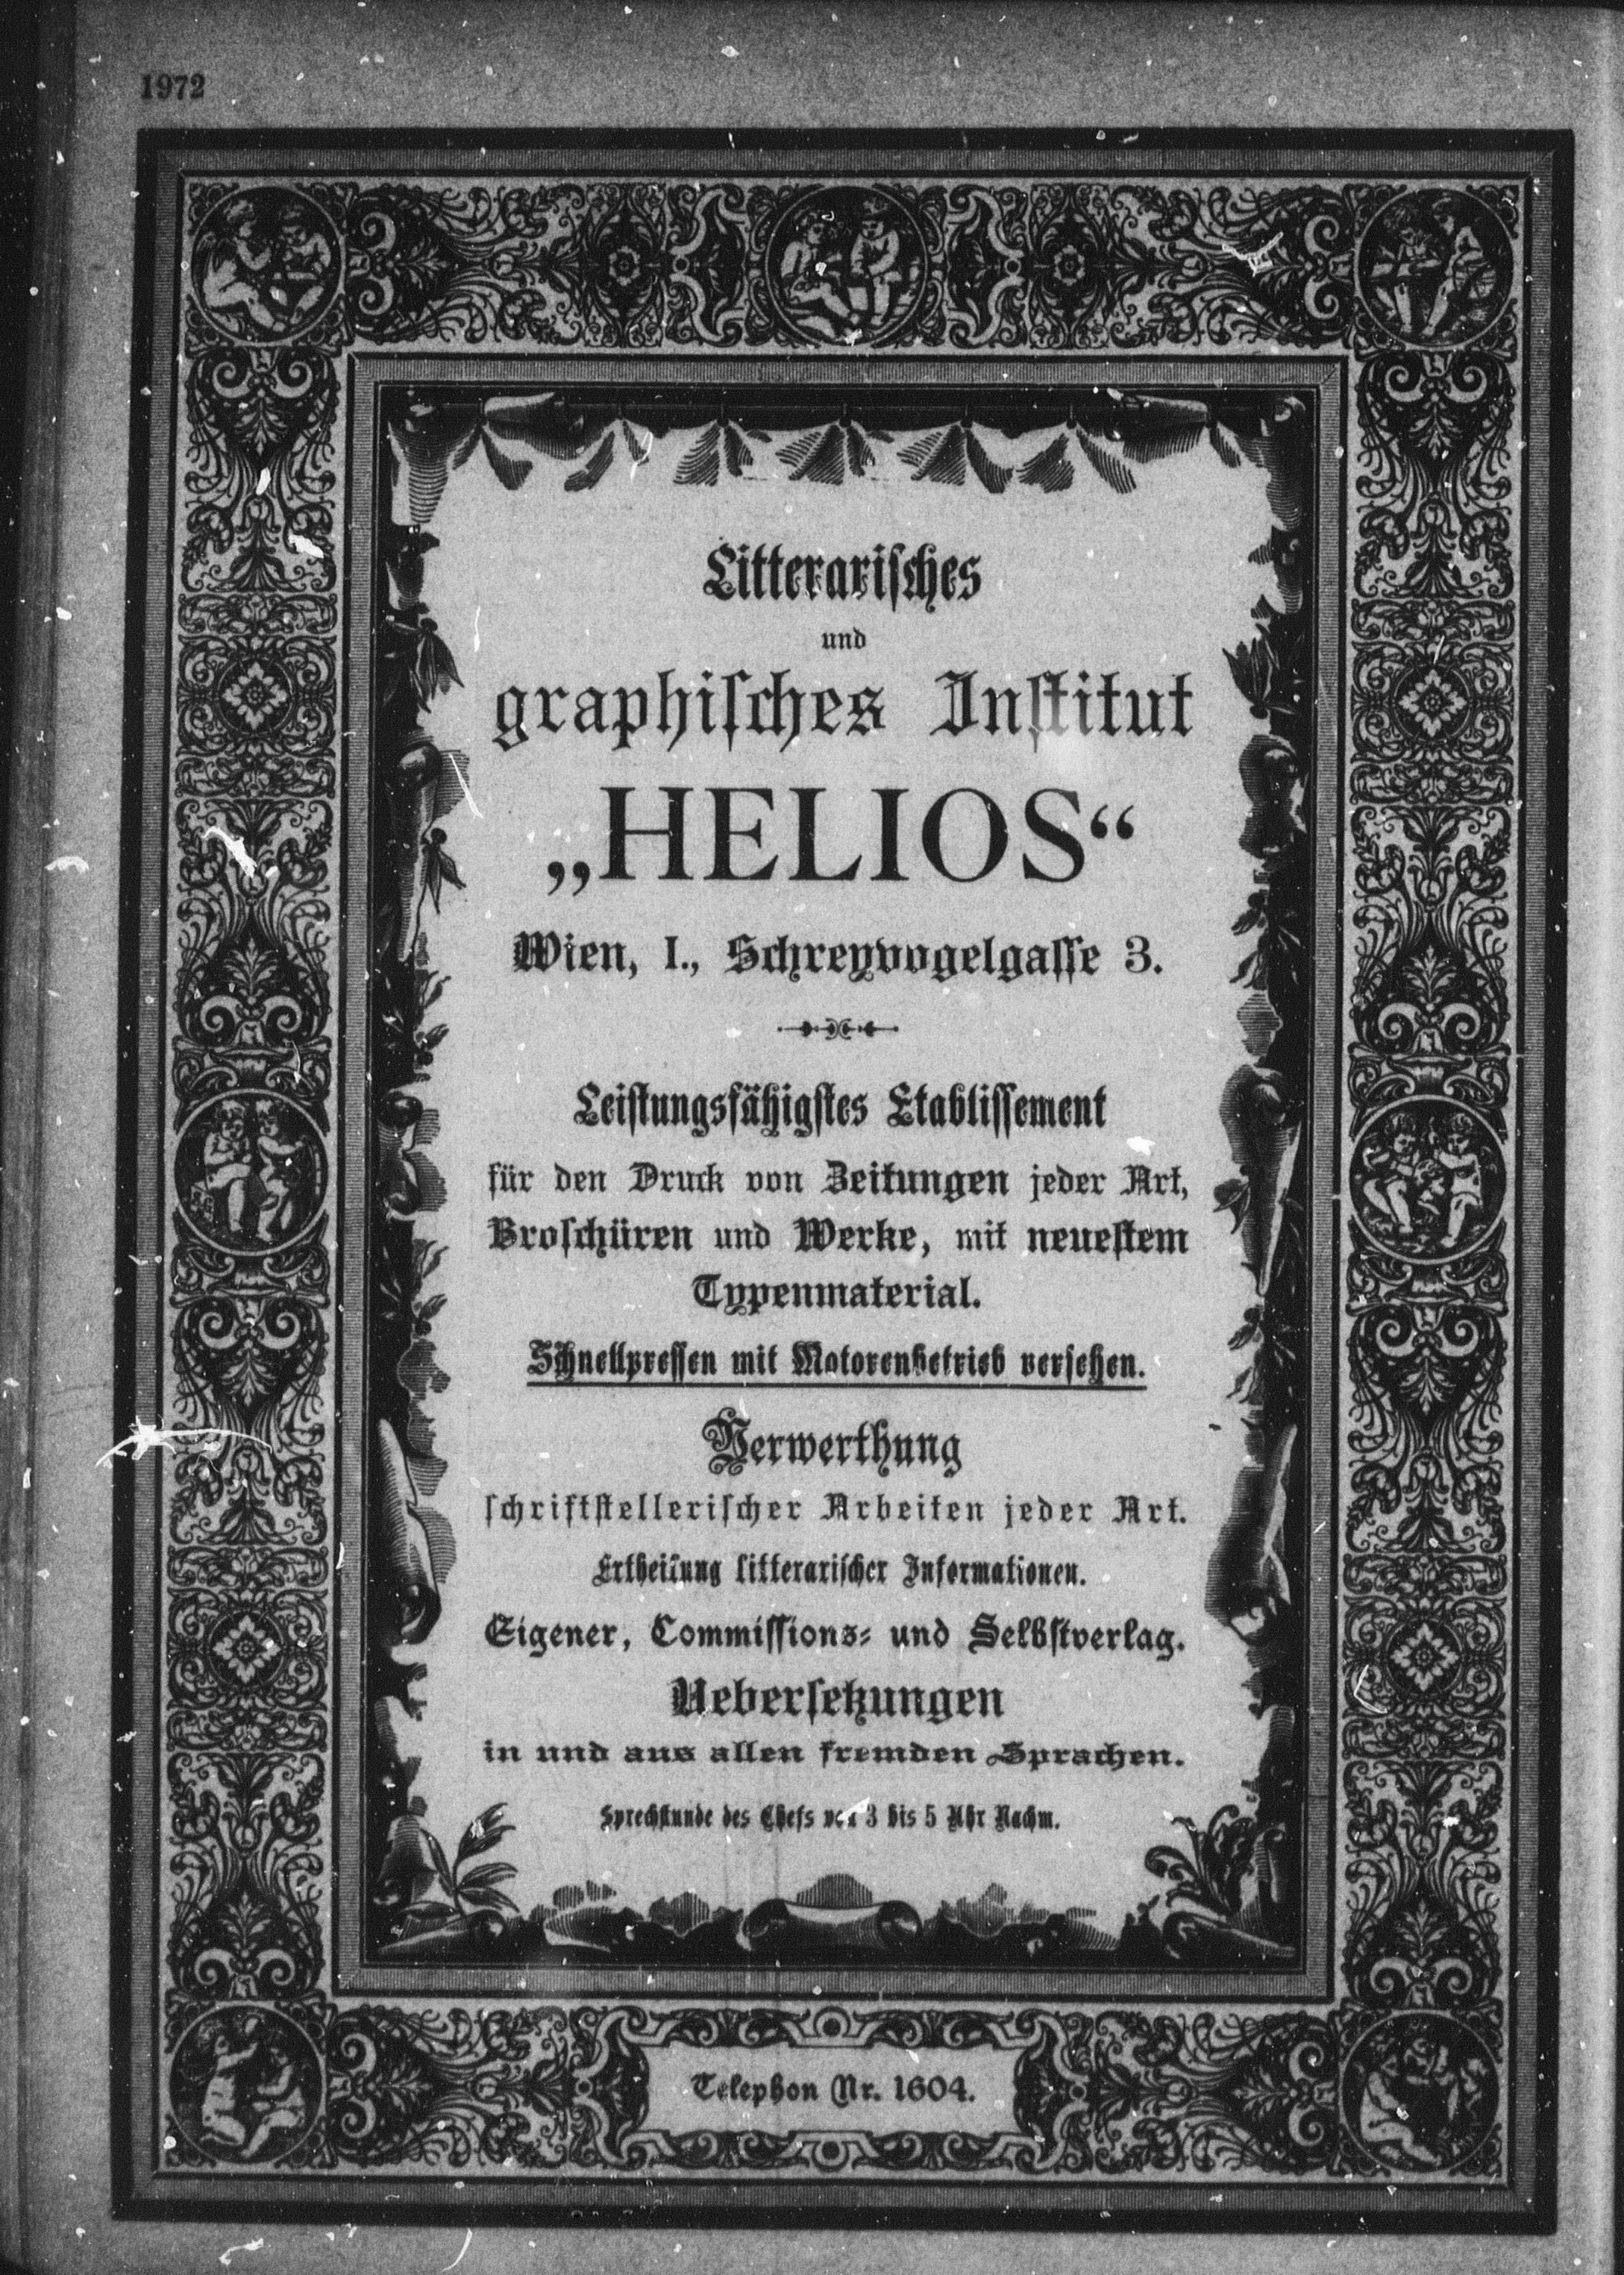 1972
Litterarisches
und
graphisches Institut
„HELIOS“
Wien, I., Schreyvogelgasse 3.
Leistungsfähigstes Etablissement
für den Druck von Zeitungen jeder Art,
Broschüren und Werke, mit neuestem
Typenmaterial.
Schnellpressen mit Motorenbetrieb versehen.
Verwerthung
schriftstellerischer Arbeiten jeder Art.
Ertheilung litterarischer Informationen.
Eigener, Commissions- und Selbstverlag.
Uebersetzungen
in und aus allen fremden Sprachen.
Sprechstunde des Chefs von 3 bis 5 Uhr Nachm.
Telephon Nr. 1604.